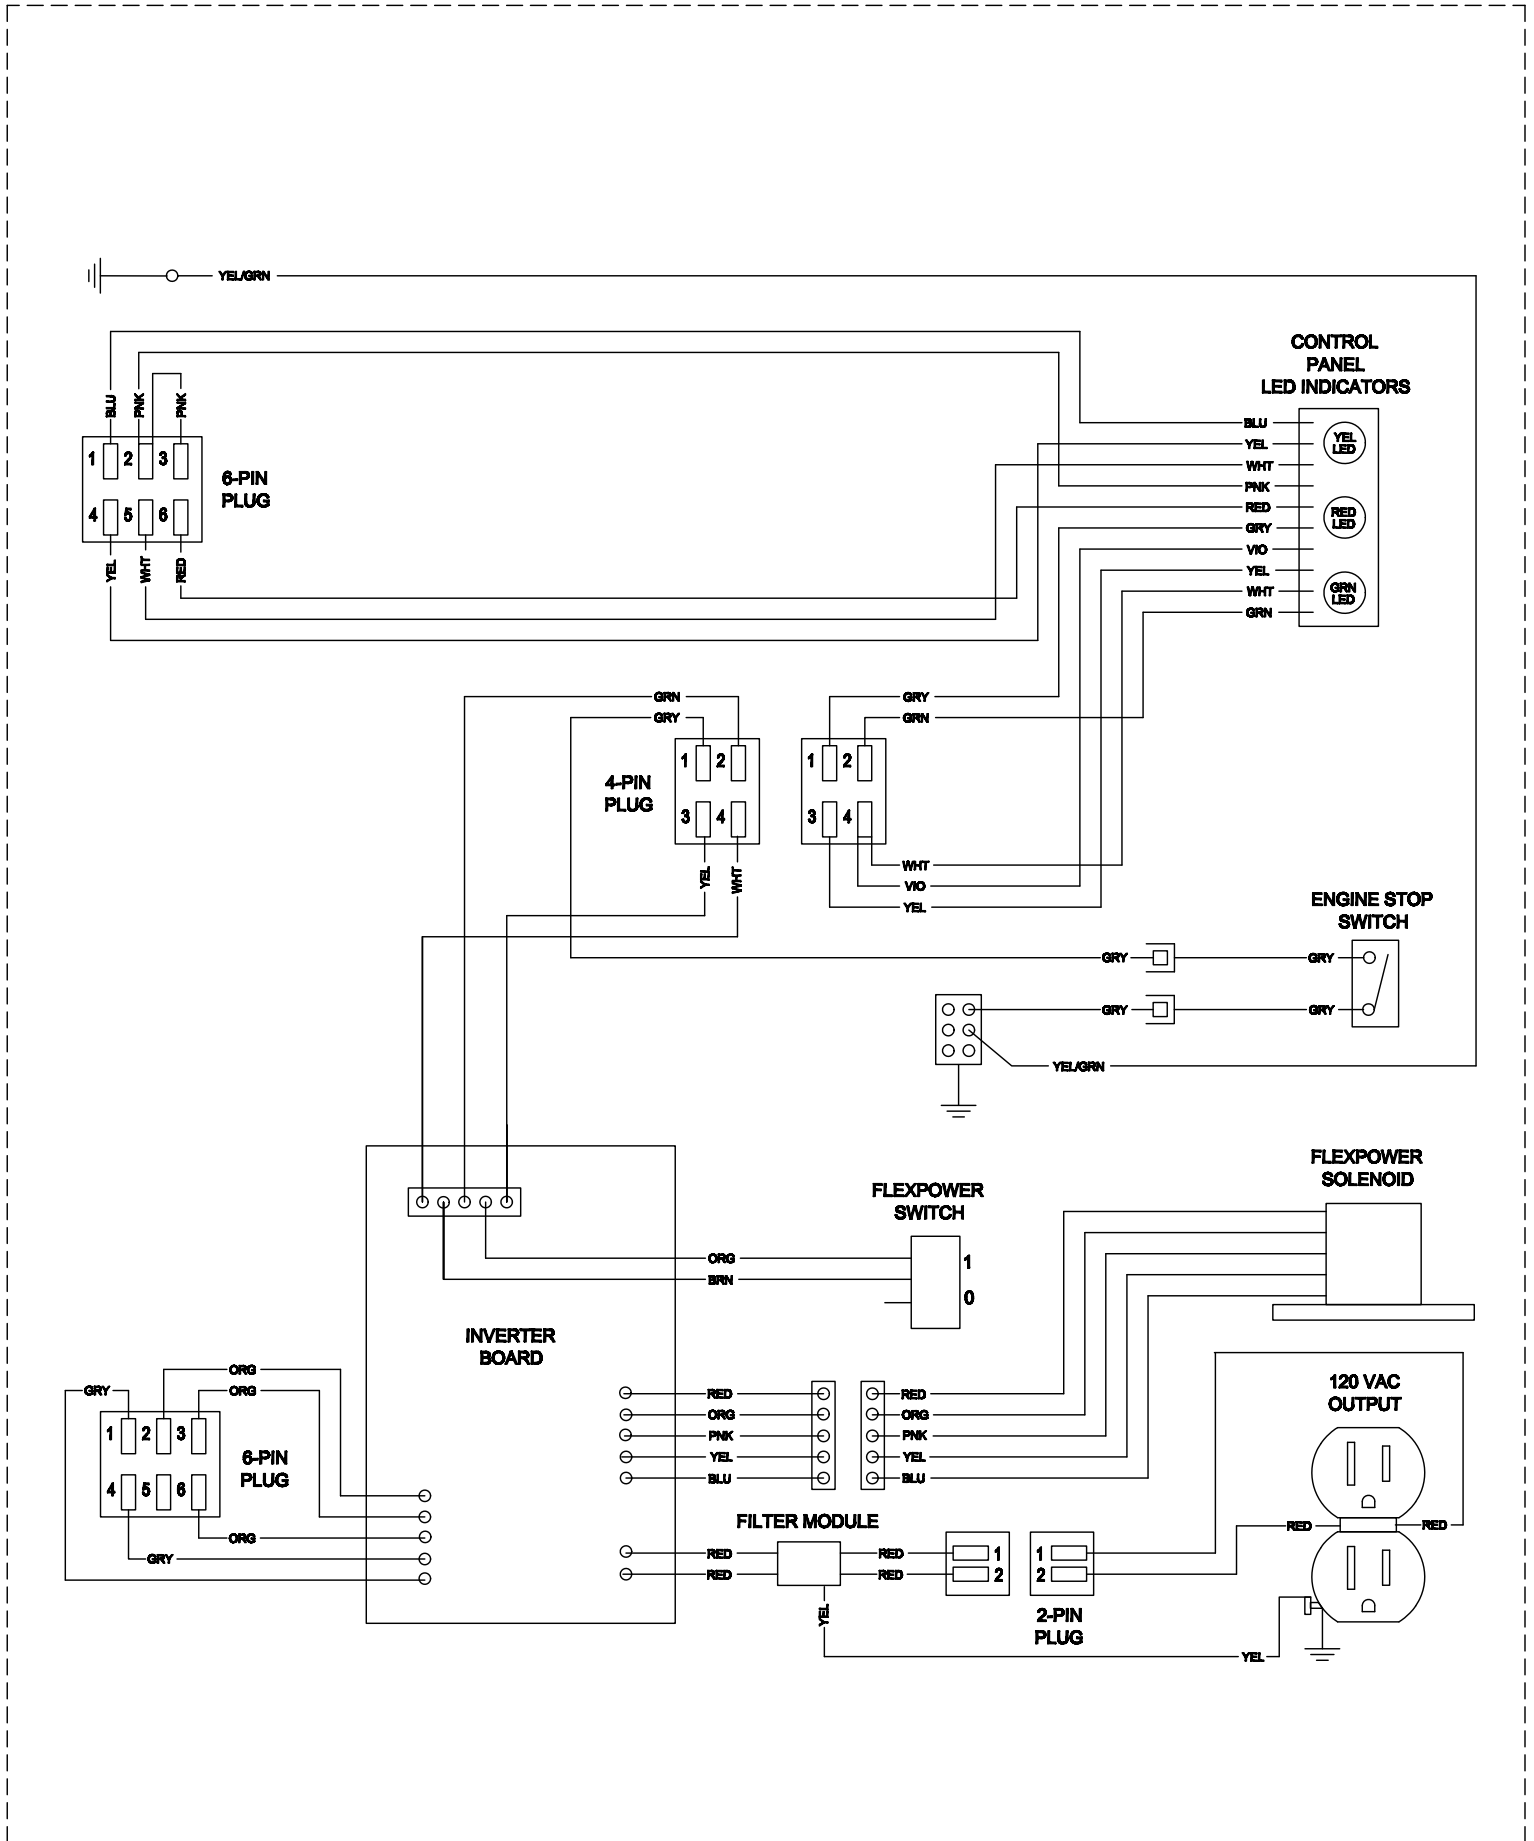 YEL/GRN
CONTROL
PANEL
LED INDICATORS
BLU
PNK
PNK
BLU
YEL
WHT
PNK
RED
GRY
VIO
YEL
WHT
GRN
YEL
LED
RED
LED
GRN
LED
1
2
3
4
5
6
6-PIN
PLUG
YEL
WHT
RED
GRN
GRY
GRY
GRN
1
2
3
4
4-PIN
PLUG
1
2
3
4
YEL
WHT
WHT
VIO
YEL
ENGINE STOP
SWITCH
GRY
GRY
GRY
GRY
YEL/GRN
FLEXPOWER
SWITCH
1
0
ORG
BRN
FLEXPOWER
SOLENOID
INVERTER
BOARD
ORG
GRY
ORG
1
2
3
4
5
6
6-PIN
PLUG
ORG
GRY
RED
ORG
PNK
YEL
BLU
RED
ORG
PNK
YEL
BLU
120 VAC
OUTPUT
FILTER MODULE
RED
RED
RED
RED
1
2
1
2
2-PIN
PLUG
RED
RED
YEL
YEL